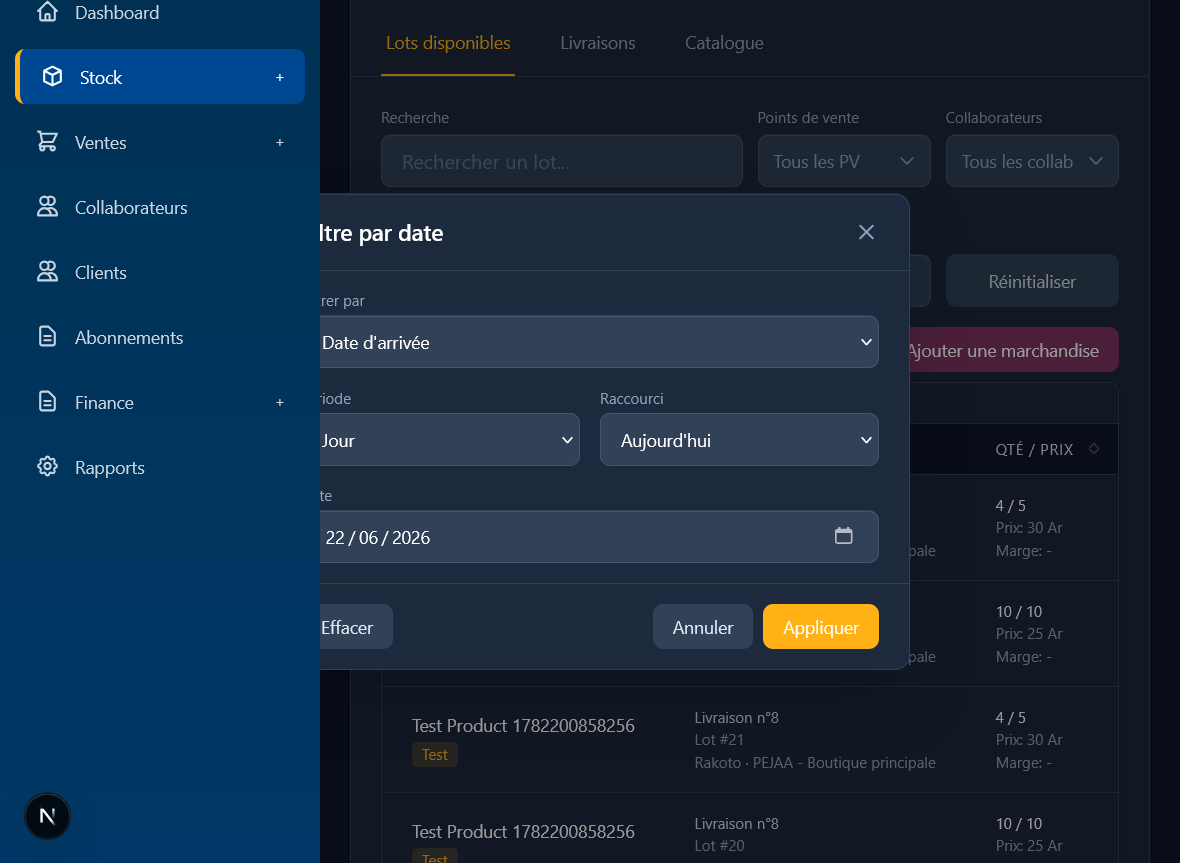 Dashboard
Stock +
Ventes +
Collaborateurs
Clients
Abonnements
Finance +
Rapports
N
Lots disponibles Livraisons Catalogue
Recherche Points de vente Collaborateurs
Rechercher un lot... Tous les PV Tous les collab
ltre par date
Réinitialiser
rer par
Date d'arrivée
Ajouter une marchandise
iode Raccourci
Jour Aujourd'hui
QTÉ / PRIX
te
22 / 06 / 2026
4 / 5
Prix: 30 Ar
pale Marge: -
Effacer Annuler Appliquer
10 / 10
Prix: 25 Ar
pale Marge: -
Test Product 1782200858256
Test
Livraison n°8
Lot #21
Rakoto · PEJAA - Boutique principale
4 / 5
Prix: 30 Ar
Marge: -
Test Product 1782200858256
Test
Livraison n°8
Lot #20
10 / 10
Prix: 25 Ar